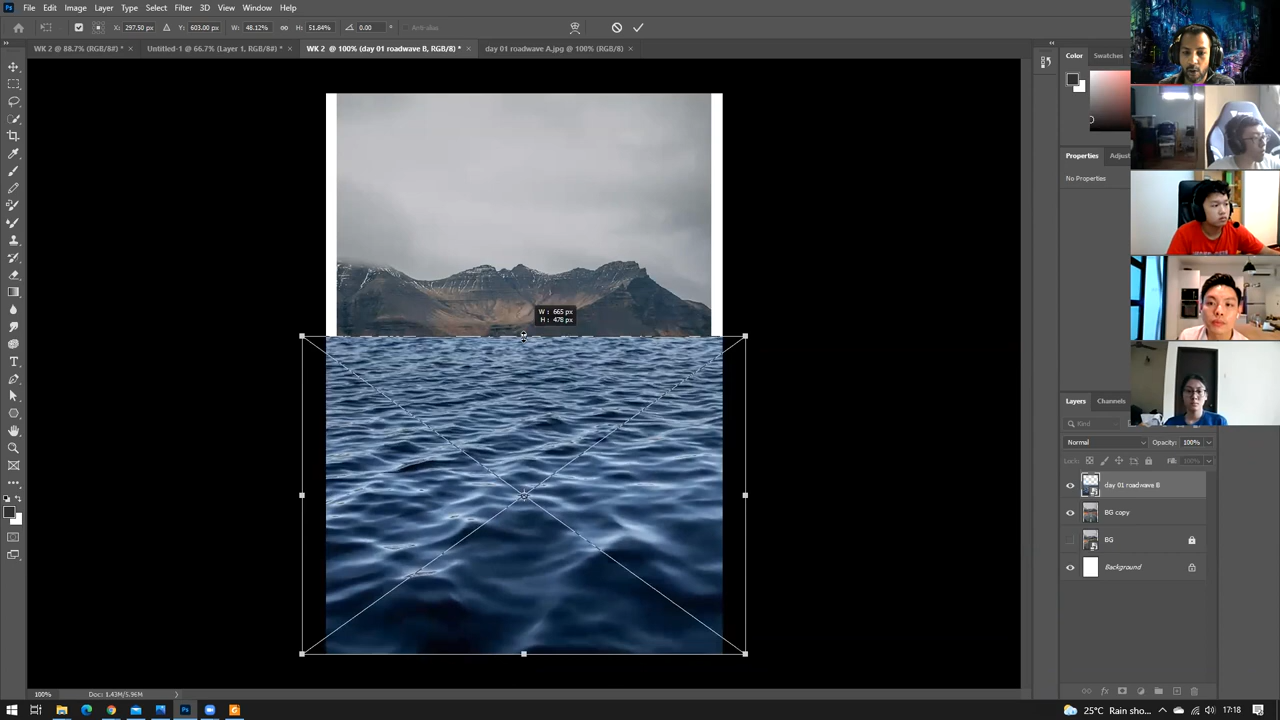 Ps File Edit Image Layer Type Select Filter 3D View Window Help
X: 297.50 px Y: 603.00 px W: 48.12% H: 51.84% 0.00 Anti alias
WK 2 @ 88.7% (RGB/8#) * × Untitled-1 @ 66.7% (Layer 1, RGB/8#) * × WK 2 @ 100% (day 01 roadwave B, RGB/8#) * × day 01 roadwave A.jpg @ 100% (RGB/8) ×
Color Swatches
Properties Adjust
No Properties
W: 665 px
H: 478 px
Layers Channels
Kind
Normal Opacity: 100%
Lock: Fill: 100%
day 01 roadwave B
BG copy
BG
Background
fx
100% Doc: 1.43M/5.96M
Ps 25°C Rain sho... 17:18